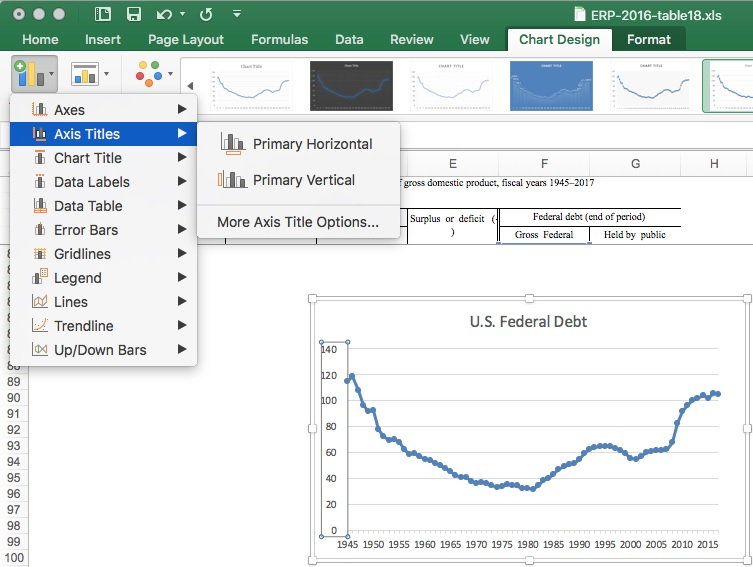 ERP-2016-table18.xls
Home Insert Page Layout Formulas Data Review View Chart Design Format
Axes
Axis Titles
Chart Title
Data Labels
Data Table
Error Bars
Gridlines
Legend
Lines
Trendline
Up/Down Bars
Primary Horizontal
Primary Vertical
More Axis Title Options...
E F G H
gross domestic product, fiscal years 1945–2017
Surplus or deficit (-
)
Federal debt (end of period)
Gross Federal
Held by public
89
90
91
92
93
94
95
96
97
98
99
100
U.S. Federal Debt
140
120
100
80
60
40
20
0
1945 1950 1955 1960 1965 1970 1975 1980 1985 1990 1995 2000 2005 2010 2015